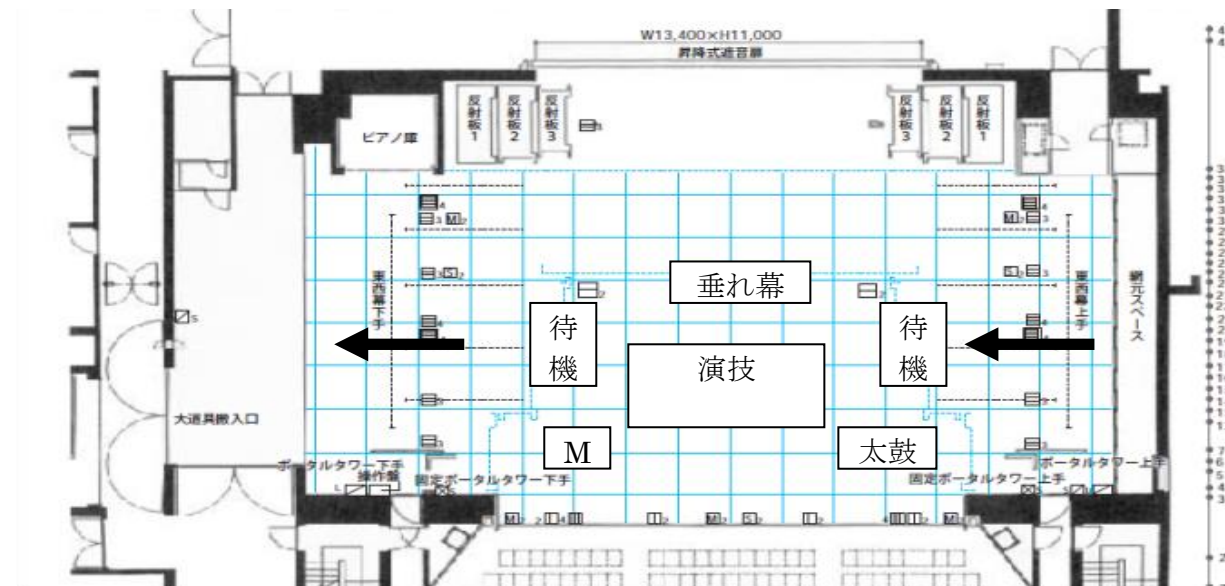 W13,400×H11,000
昇降式遮音扉
反射板1
反射板2
反射板3
反射板3
反射板2
反射板1
ピアノ庫
東西幕下手
垂れ幕
東西幕上手
綱元スペース
待機
演技
待機
大道具搬入口
M
太鼓
ポータルタワー下手
操作盤
固定ポータルタワー下手
ポータルタワー上手
固定ポータルタワー上手